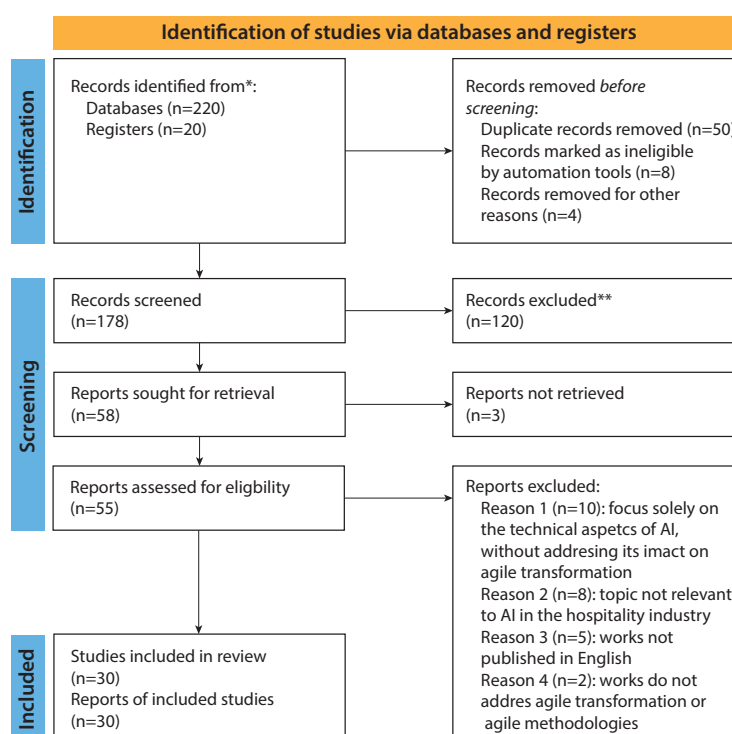 Identification of studies via databases and registers
Identification
Records identified from*:
Databases (n=220)
Registers (n=20)
Records removed before
screening:
Duplicate records removed (n=50)
Records marked as ineligible
by automation tools (n=8)
Records removed for other
reasons (n=4)
Screening
Records screened
(n=178)
Records excluded**
(n=120)
Reports sought for retrieval
(n=58)
Reports not retrieved
(n=3)
Reports assessed for eligbility
(n=55)
Reports excluded:
Reason 1 (n=10): focus solely on
the technical aspetcs of AI,
without addresing its imact on
agile transformation
Reason 2 (n=8): topic not relevant
to AI in the hospitality industry
Reason 3 (n=5): works not
published in English
Reason 4 (n=2): works do not
addres agile transformation or
agile methodologies
Included
Studies included in review
(n=30)
Reports of included studies
(n=30)